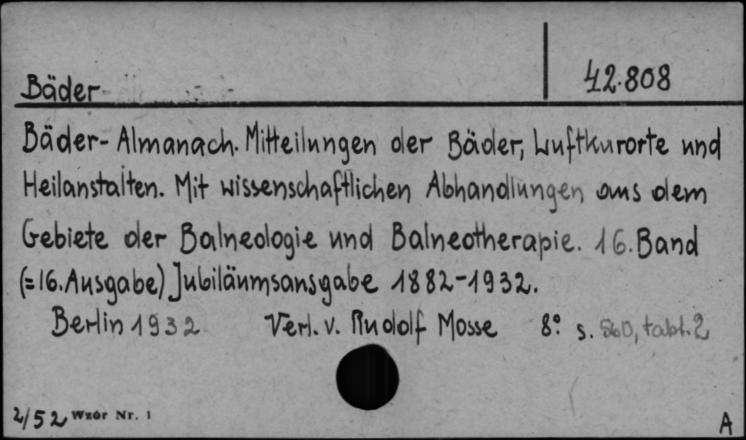 42.808
Bäder
Bäder-Almanach. Mitteilungen der Bäder, Luftkurorte und
Heilanstalten. Mit wissenschaftlichen Abhandlungen aus dem
Gebiete der Balneologie und Balneotherapie. 16. Band
(=16. Ausgabe) Jubiläumsausgabe 1882-1932.
Berlin 1932 Verl. v. Rudolf Mosse 8° s. 560, tabl. 2
2/52 Wzór Nr. 1
A